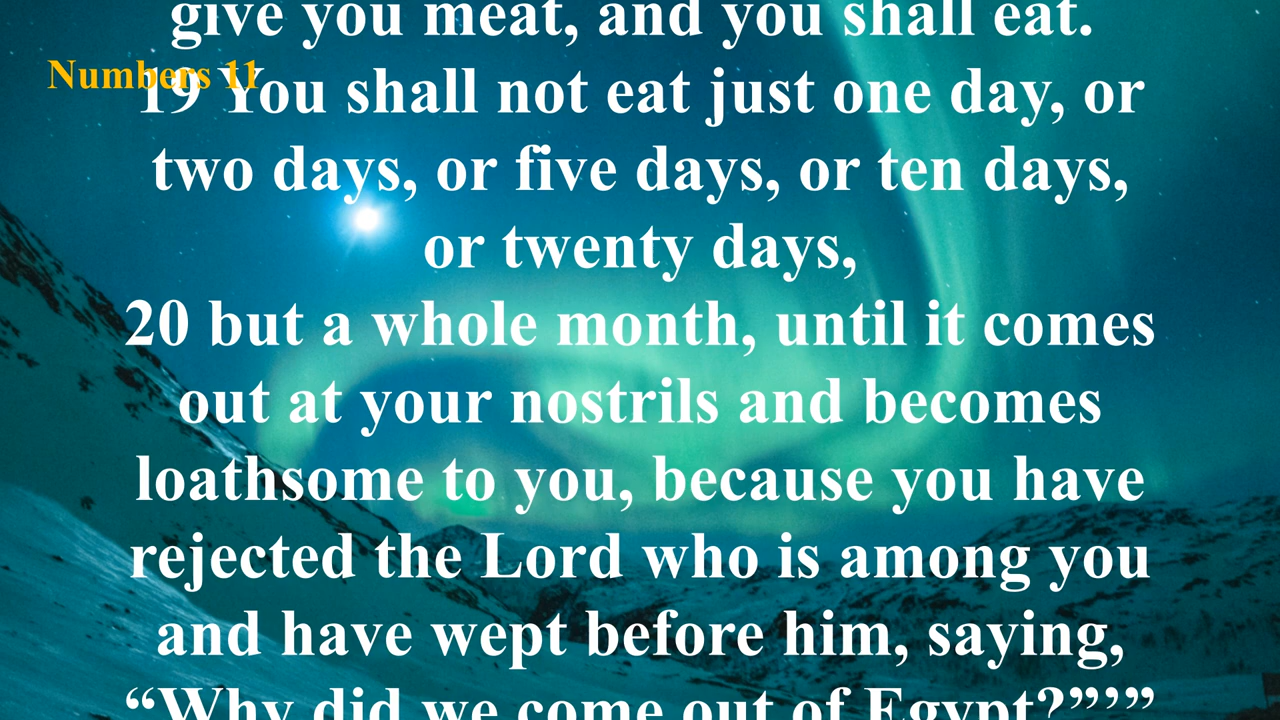 give you meat, and you shall eat.
Numbers 11
19 You shall not eat just one day, or
two days, or five days, or ten days,
or twenty days,
20 but a whole month, until it comes
out at your nostrils and becomes
loathsome to you, because you have
rejected the Lord who is among you
and have wept before him, saying,
“Why did we come out of Egypt?”’”